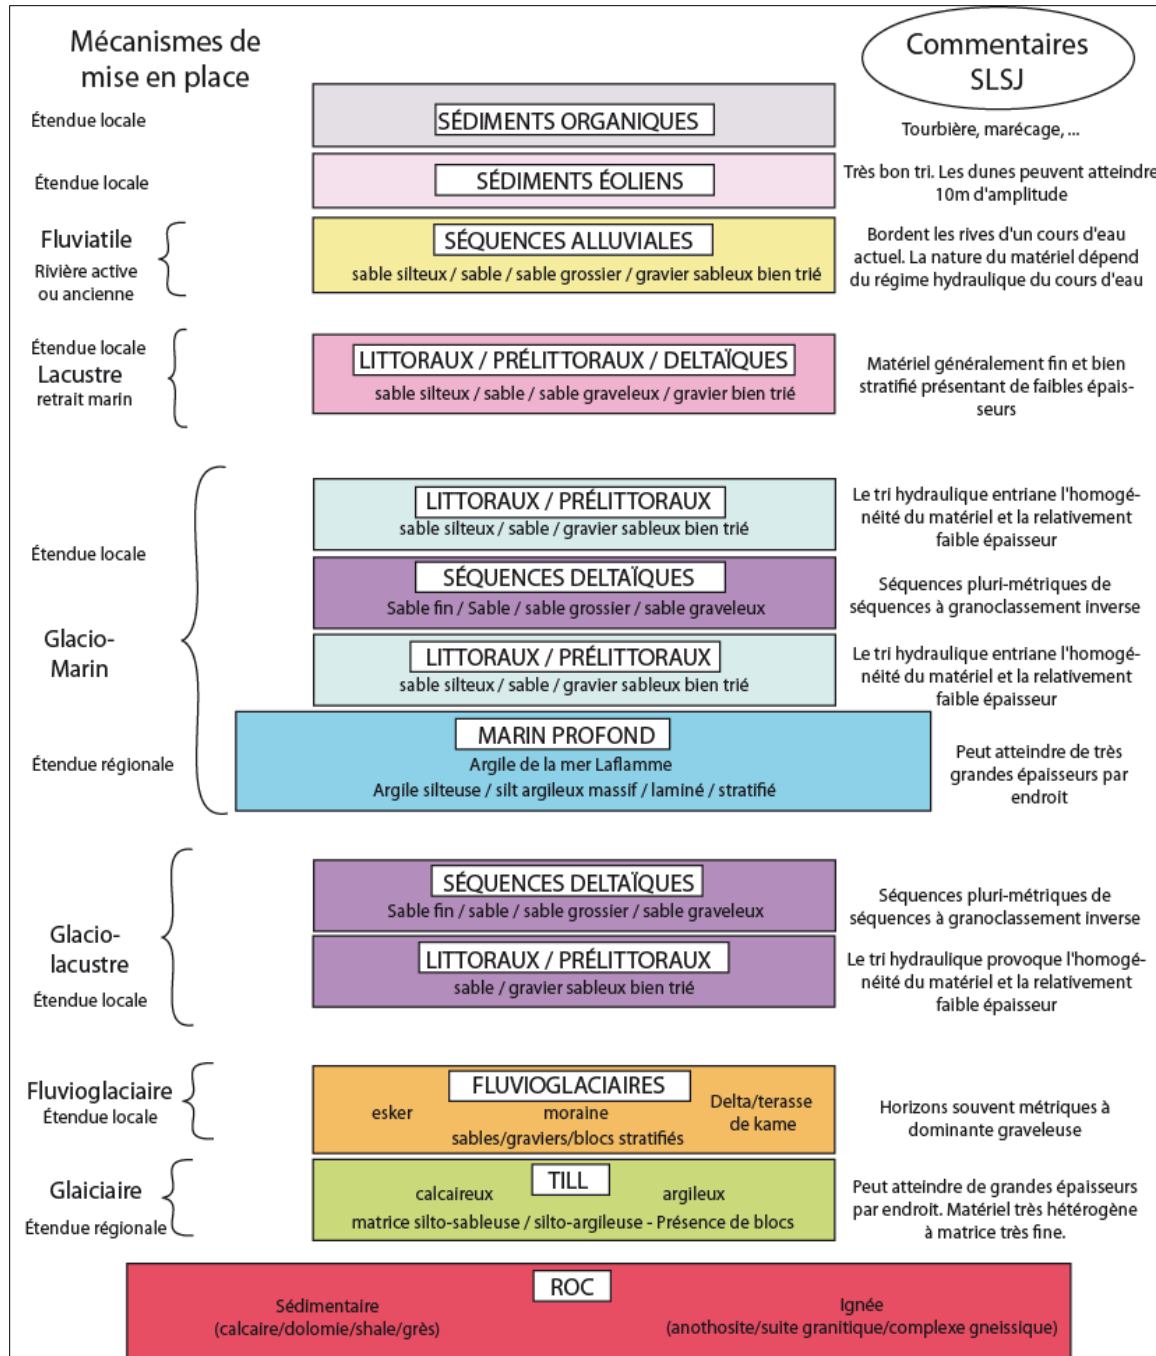 Mécanismes de
mise en place
Commentaires
SLSJ
Étendue locale
SÉDIMENTS ORGANIQUES
Tourbière, marécage, ...
Étendue locale
SÉDIMENTS ÉOLIENS
Très bon tri. Les dunes peuvent atteindre
10m d'amplitude
Fluviatile
Rivière active
ou ancienne
SÉQUENCES ALLUVIALES
sable silteux / sable / sable grossier / gravier sableux bien trié
Bordent les rives d'un cours d'eau
actuel. La nature du matériel dépend
du régime hydraulique du cours d'eau
Étendue locale
Lacustre
retrait marin
LITTORAUX / PRÉLITTORAUX / DELTAÏQUES
sable silteux / sable / sable graveleux / gravier bien trié
Matériel généralement fin et bien
stratifié présentant de faibles épais-
seurs
Étendue locale
LITTORAUX / PRÉLITTORAUX
sable silteux / sable / gravier sableux bien trié
Le tri hydraulique entriane l'homogé-
néité du matériel et la relativement
faible épaisseur
SÉQUENCES DELTAÏQUES
Sable fin / Sable / sable grossier / sable graveleux
Séquences pluri-métriques de
séquences à granoclassement inverse
Glacio-
Marin
LITTORAUX / PRÉLITTORAUX
sable silteux / sable / gravier sableux bien trié
Le tri hydraulique entriane l'homogé-
néité du matériel et la relativement
faible épaisseur
Étendue régionale
MARIN PROFOND
Argile de la mer Laflamme
Argile silteuse / silt argileux massif / laminé / stratifié
Peut atteindre de très
grandes épaisseurs par
endroit
SÉQUENCES DELTAÏQUES
Sable fin / sable / sable grossier / sable graveleux
Séquences pluri-métriques de
séquences à granoclassement inverse
Glacio-
lacustre
Étendue locale
LITTORAUX / PRÉLITTORAUX
sable / gravier sableux bien trié
Le tri hydraulique provoque l'homogé-
néité du matériel et la relativement
faible épaisseur
Fluvioglaciaire
Étendue locale
FLUVIOGLACIAIRES
esker
moraine
Delta/terasse
de kame
sables/graviers/blocs stratifiés
Horizons souvent métriques à
dominante graveleuse
Glaiciaire
Étendue régionale
TILL
calcaireux
argileux
matrice silto-sableuse / silto-argileuse - Présence de blocs
Peut atteindre de grandes épaisseurs
par endroit. Matériel très hétérogène
à matrice très fine.
ROC
Sédimentaire
(calcaire/dolomie/shale/grès)
Ignée
(anothosite/suite granitique/complexe gneissique)